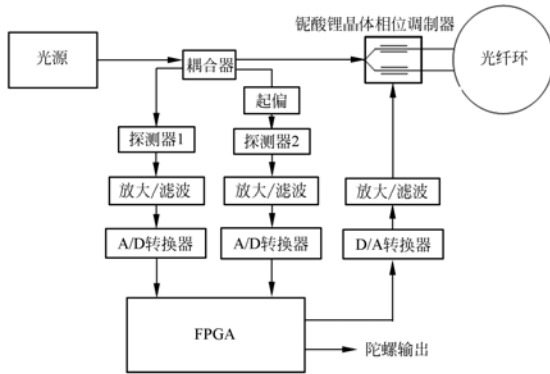 铌酸锂晶体相位调制器
光源
耦合器
光纤环
起偏
探测器1
探测器2
放大/滤波
放大/滤波
放大/滤波
A/D转换器
A/D转换器
D/A转换器
FPGA
陀螺输出